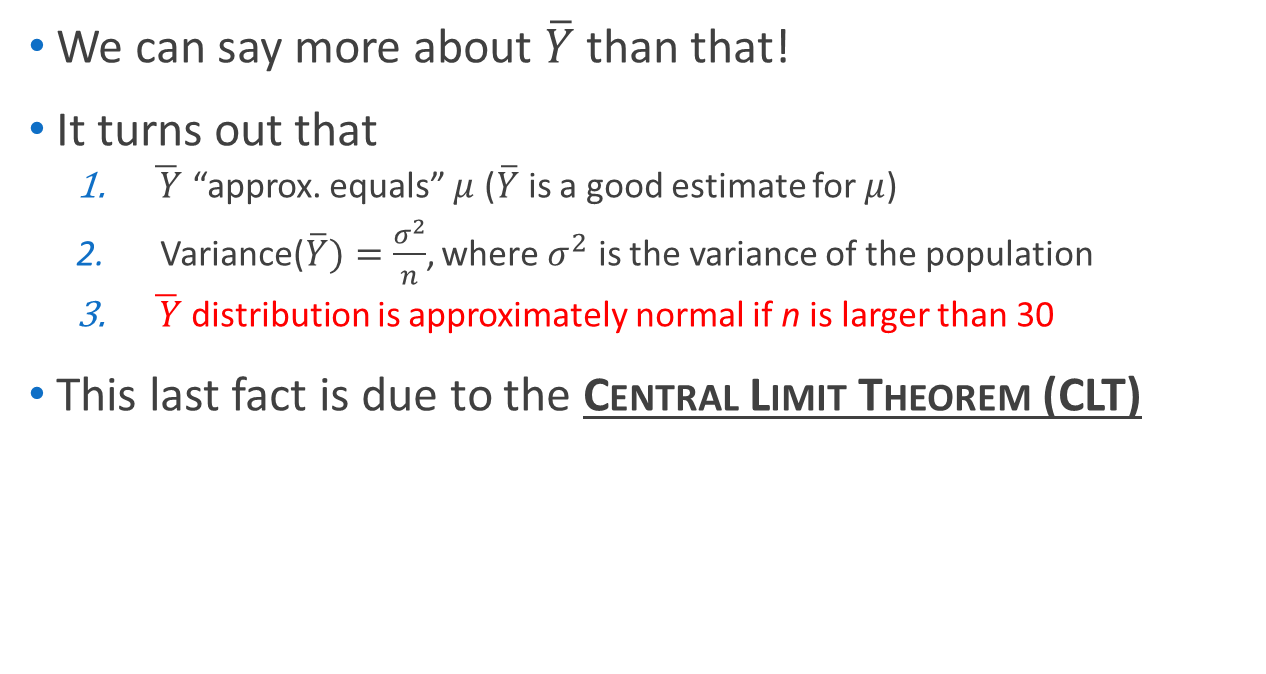 • We can say more about Y̅ than that!
• It turns out that
1. Y̅ “approx. equals” μ (Y̅ is a good estimate for μ)
2. Variance(Y̅) = σ²/n, where σ² is the variance of the population
3. Y̅ distribution is approximately normal if n is larger than 30
• This last fact is due to the CENTRAL LIMIT THEOREM (CLT)